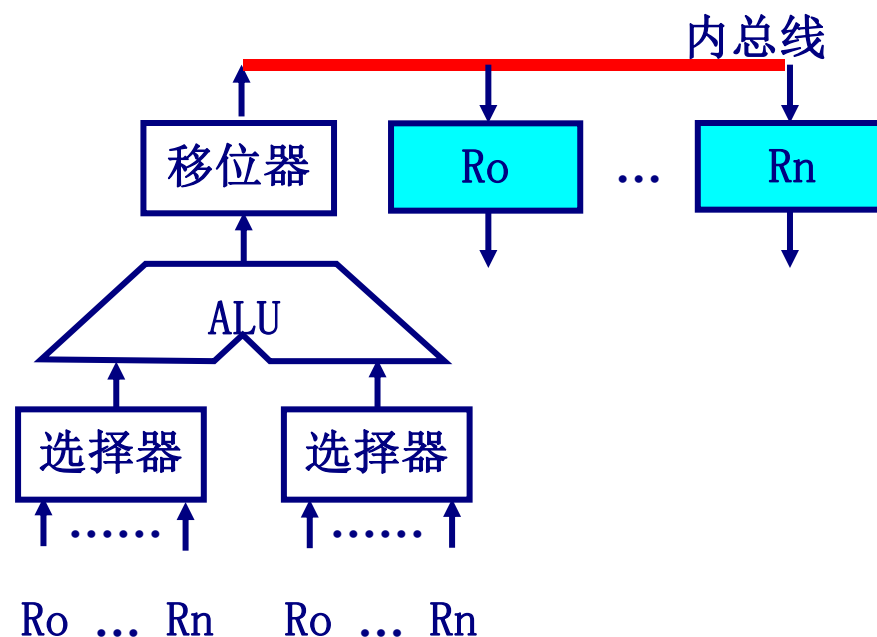 内总线
移位器
Ro
...
Rn
ALU
选择器
选择器
......
......
Ro ... Rn
Ro ... Rn